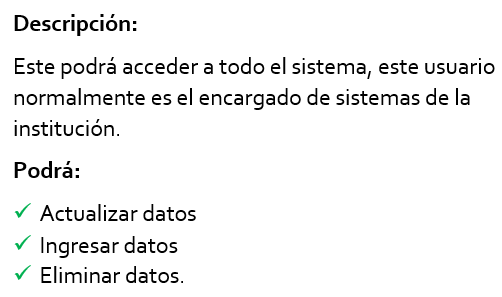 Descripción:
Este podrá acceder a todo el sistema, este usuario
normalmente es el encargado de sistemas de la
institución.
Podrá:
✓ Actualizar datos
✓ Ingresar datos
✓ Eliminar datos.